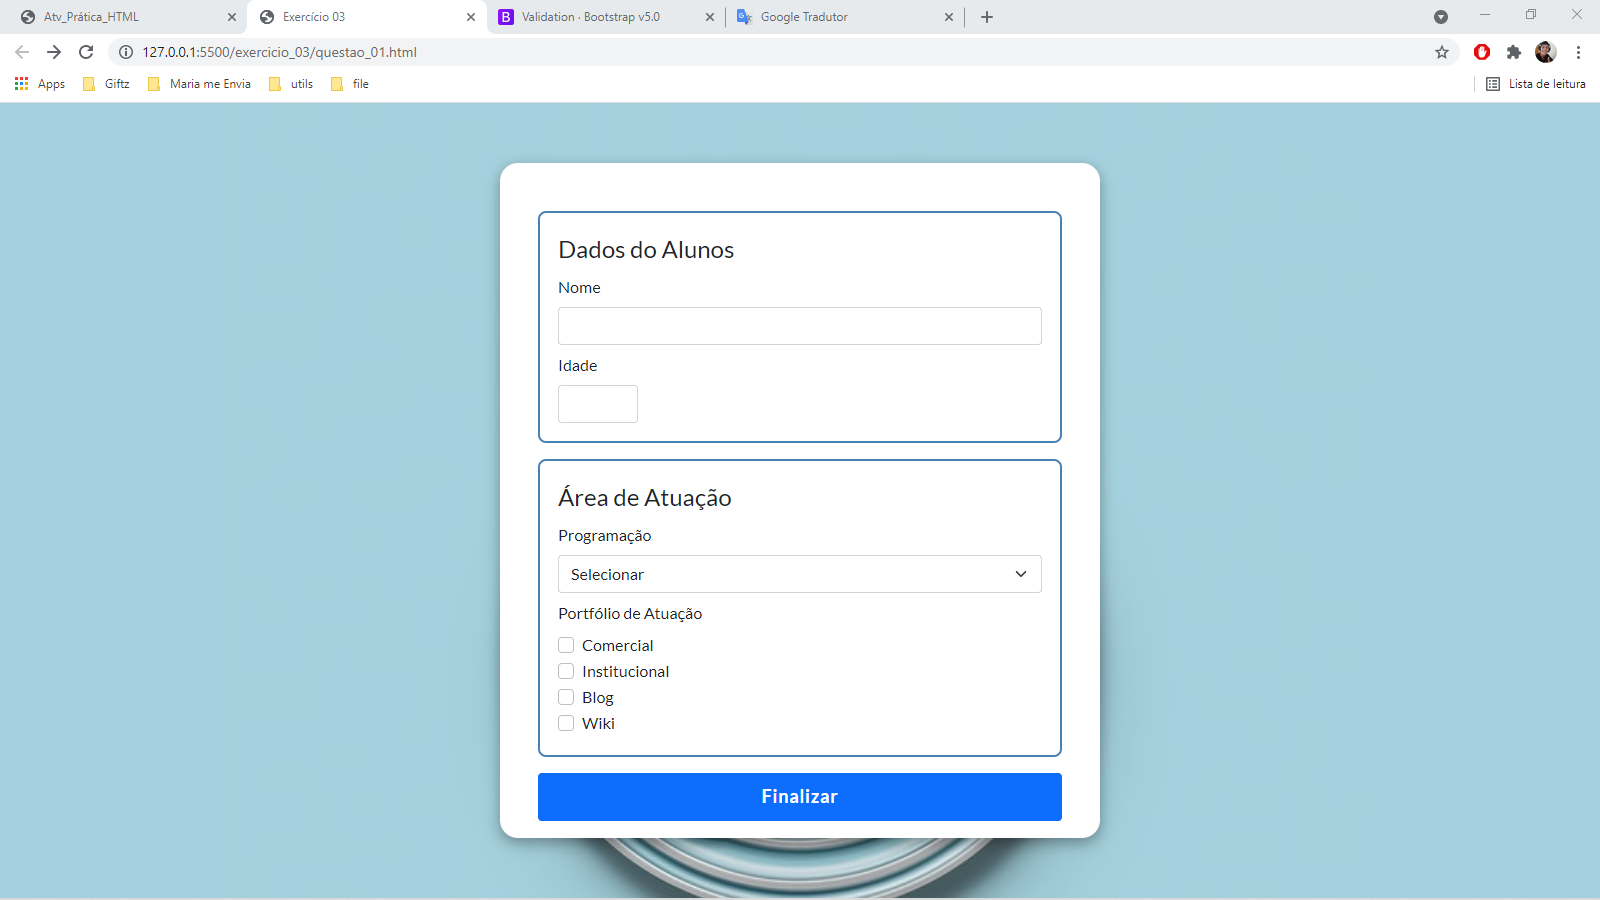 Atv_Prática_HTML
Exercício 03
Validation · Bootstrap v5.0
Google Tradutor
127.0.0.1:5500/exercicio_03/questao_01.html
Apps
Giftz
Maria me Envia
utils
file
Lista de leitura
Dados do Alunos
Nome
Idade
Área de Atuação
Programação
Selecionar
Portfólio de Atuação
Comercial
Institucional
Blog
Wiki
Finalizar